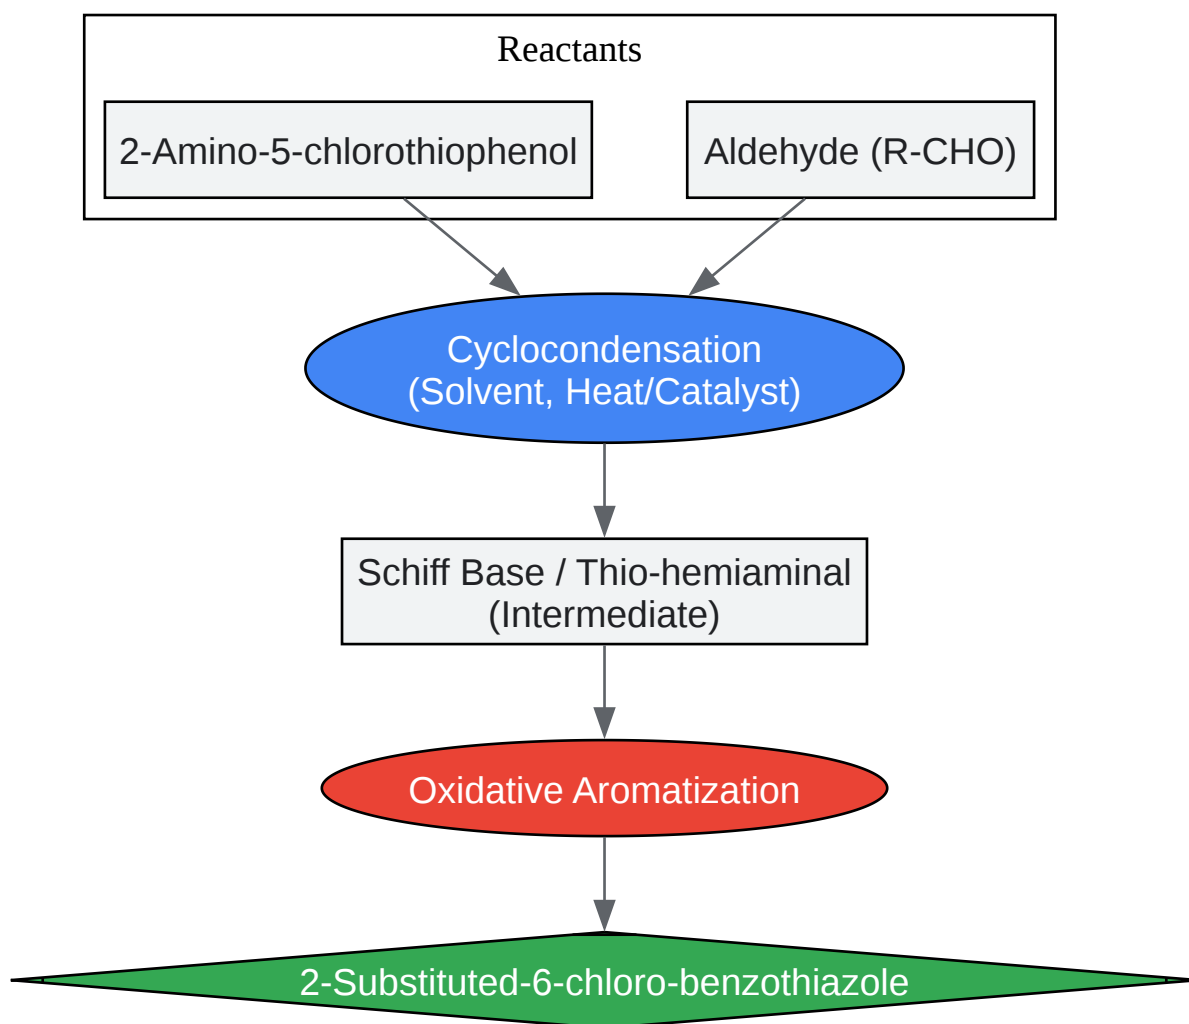 Reactants
2-Amino-5-chlorothiophenol
Aldehyde (R-CHO)
Cyclocondensation
(Solvent, Heat/Catalyst)
Schiff Base / Thio-hemiaminal
(Intermediate)
Oxidative Aromatization
2-Substituted-6-chloro-benzothiazole